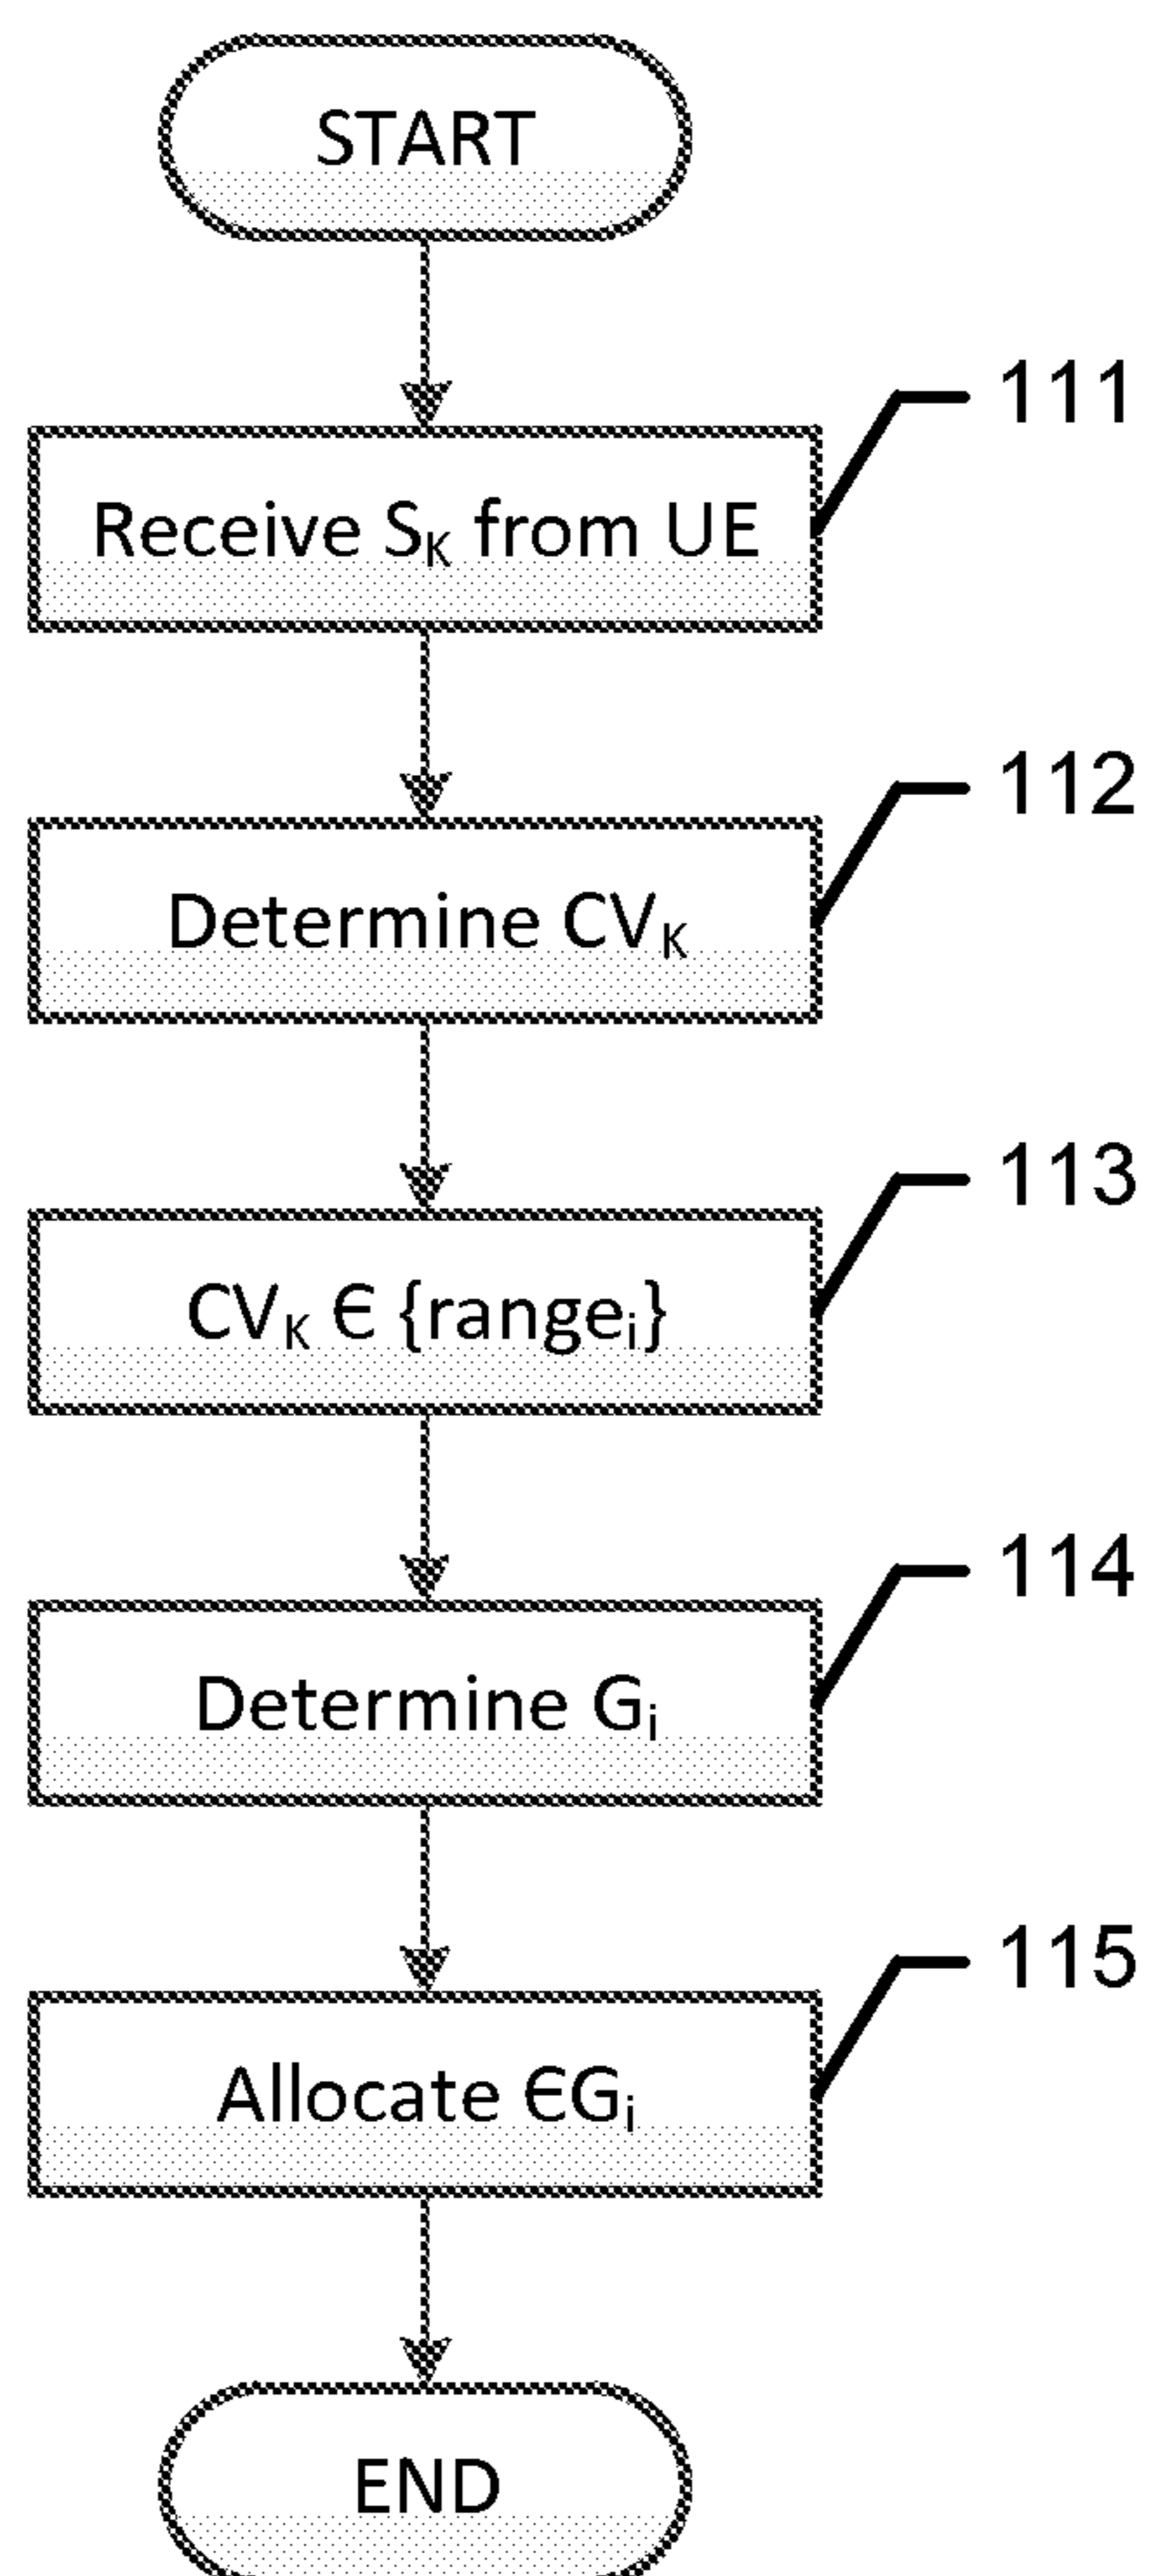 START
111
Receive S_K from UE
112
Determine CV_K
113
CV_K Є {range_i}
114
Determine G_i
115
Allocate ЄG_i
END